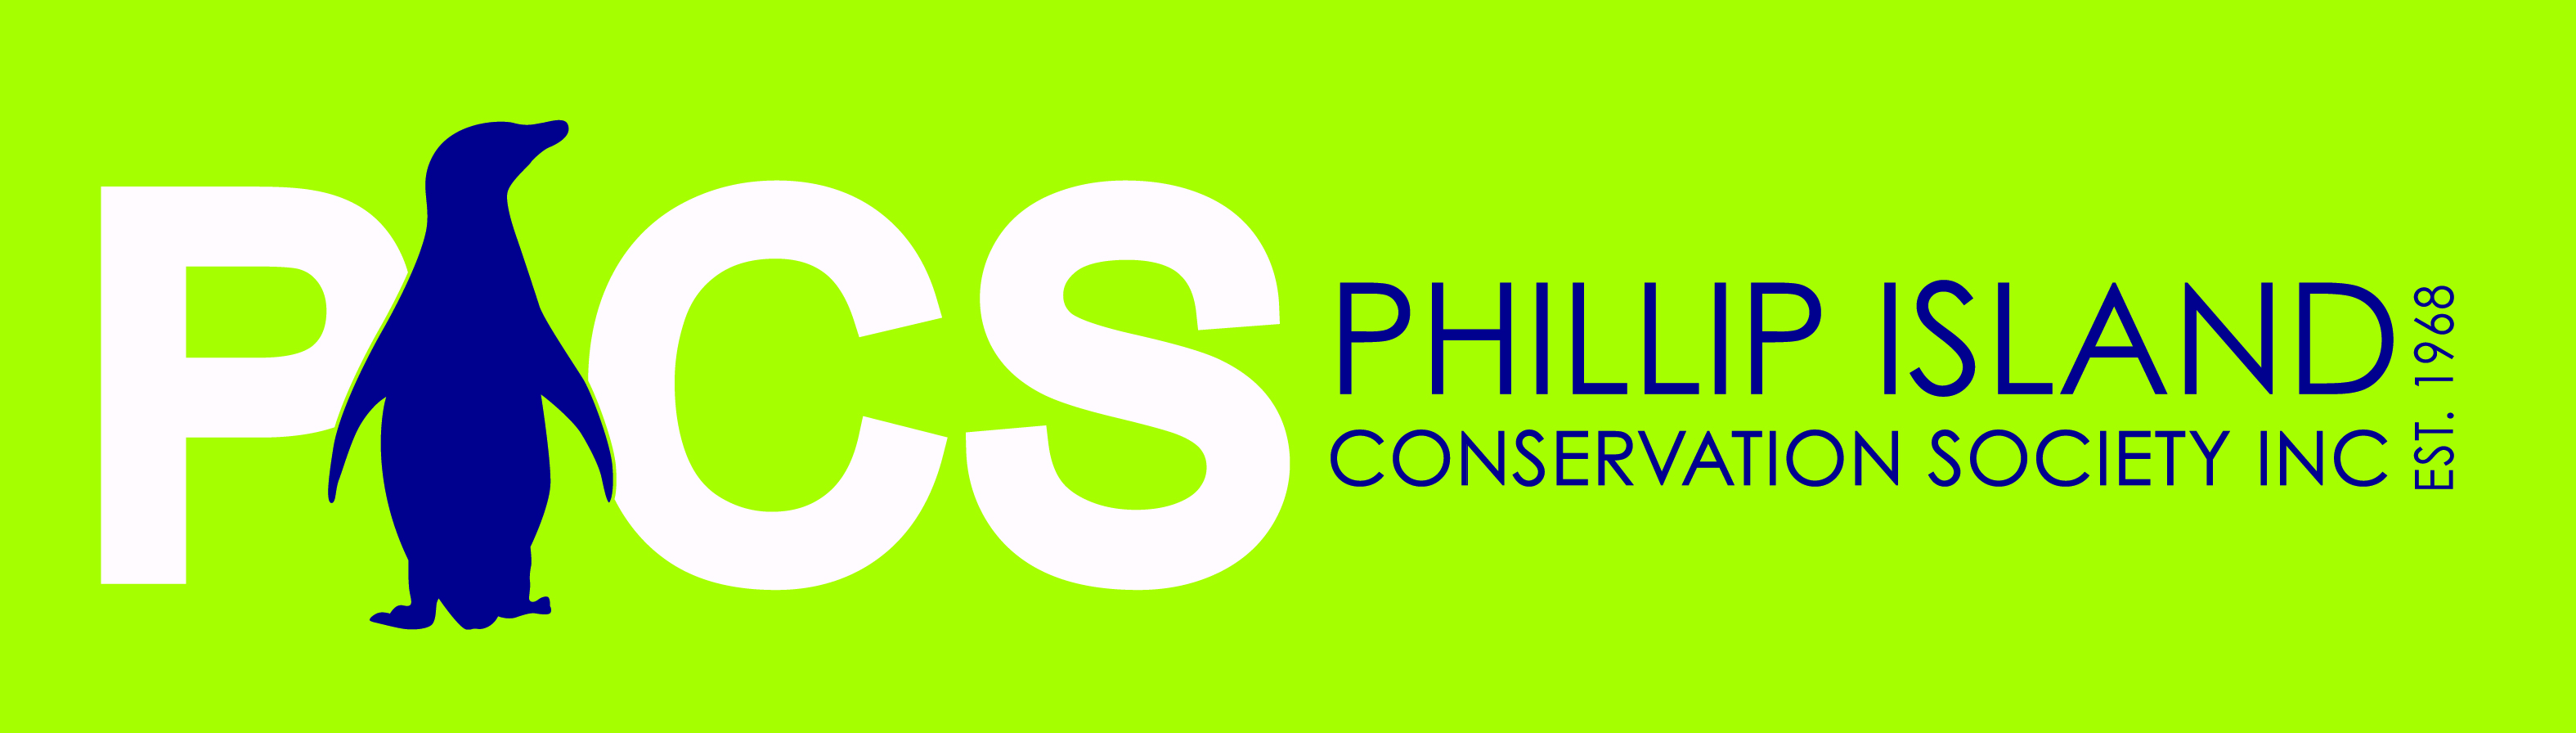 PICS
PHILLIP ISLAND
CONSERVATION SOCIETY INC
EST. 1968